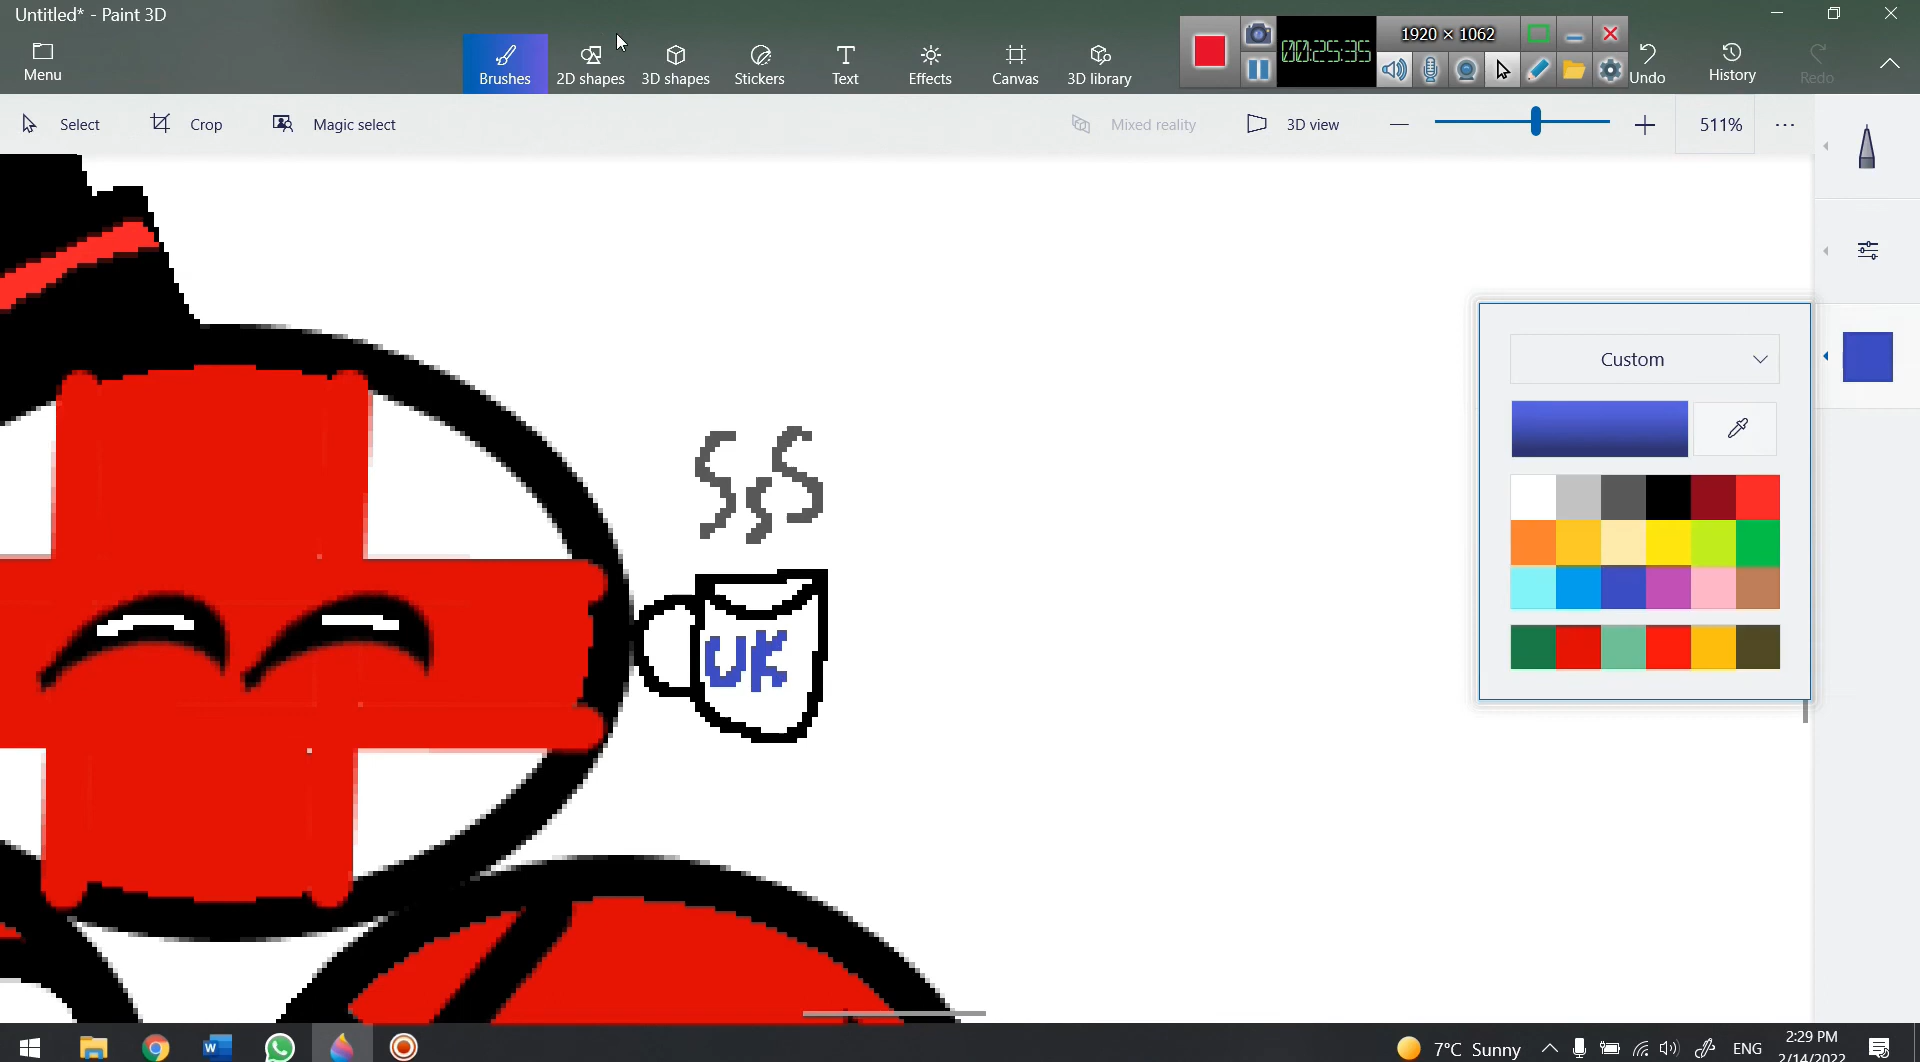 Untitled* - Paint 3D
00:25:35
1920 × 1062
Menu
Brushes
2D shapes
3D shapes
Stickers
Text
Effects
Canvas
3D library
Undo
History
Redo
Select
Crop
Magic select
Mixed reality
3D view
511%
Custom
SsS
UK
7°C Sunny
ENG
2:29 PM
2/14/2022